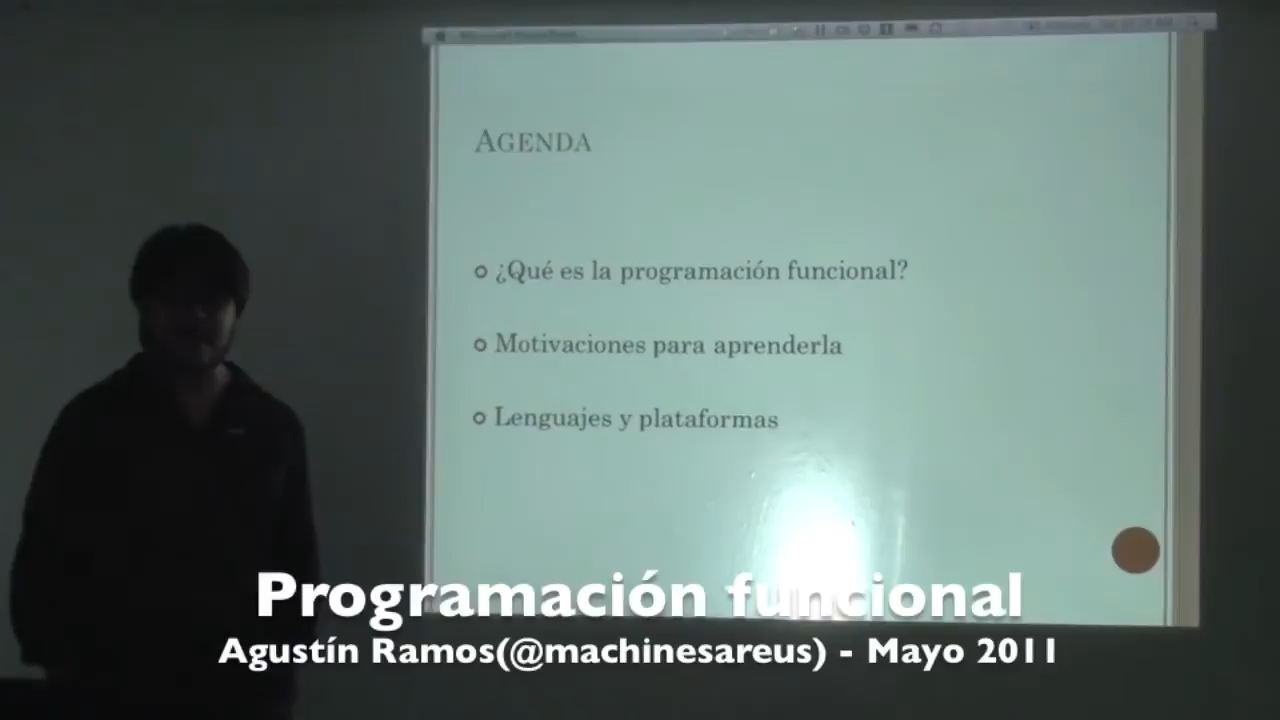 AGENDA
¿Qué es la programación funcional?
Motivaciones para aprenderla
Lenguajes y plataformas
Programación funcional
Agustín Ramos(@machinesareus) - Mayo 2011